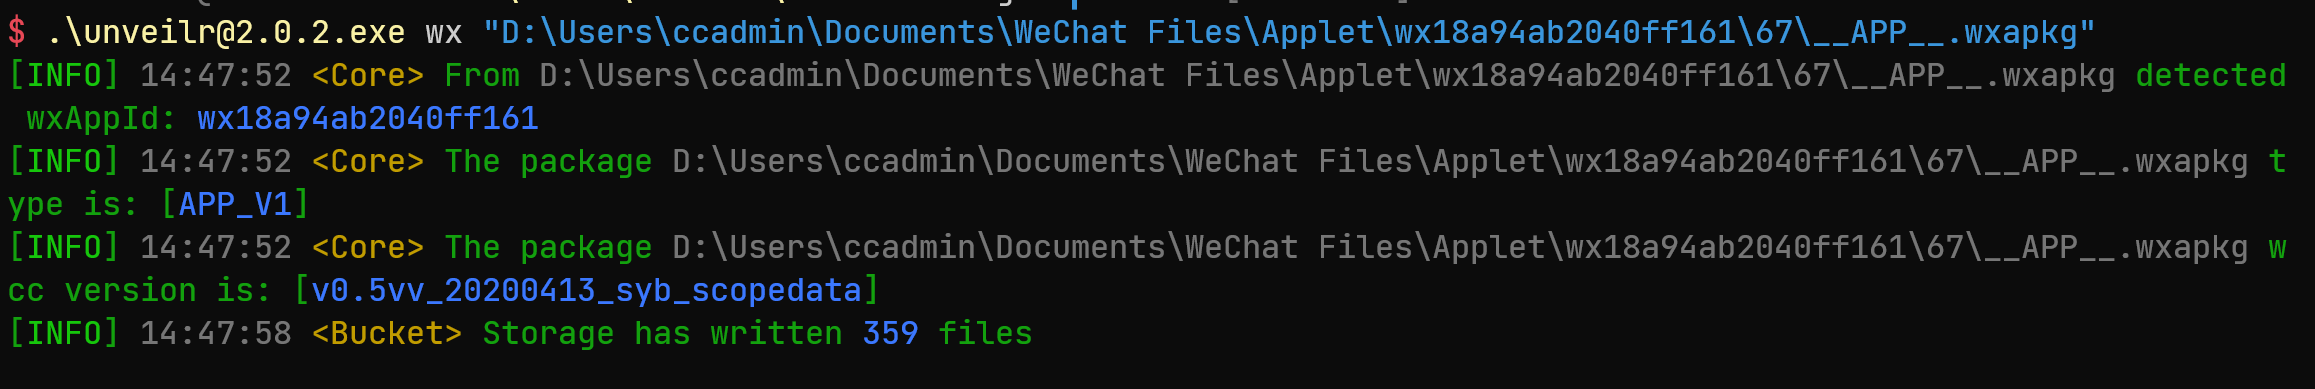 $ .\unveilr@2.0.2.exe wx "D:\Users\ccadmin\Documents\WeChat Files\Applet\wx18a94ab2040ff161\67\__APP__.wxapkg"
[INFO] 14:47:52 <Core> From D:\Users\ccadmin\Documents\WeChat Files\Applet\wx18a94ab2040ff161\67\__APP__.wxapkg detected
wxAppId: wx18a94ab2040ff161
[INFO] 14:47:52 <Core> The package D:\Users\ccadmin\Documents\WeChat Files\Applet\wx18a94ab2040ff161\67\__APP__.wxapkg t
ype is: [APP_V1]
[INFO] 14:47:52 <Core> The package D:\Users\ccadmin\Documents\WeChat Files\Applet\wx18a94ab2040ff161\67\__APP__.wxapkg w
cc version is: [v0.5vv_20200413_syb_scopedata]
[INFO] 14:47:58 <Bucket> Storage has written 359 files